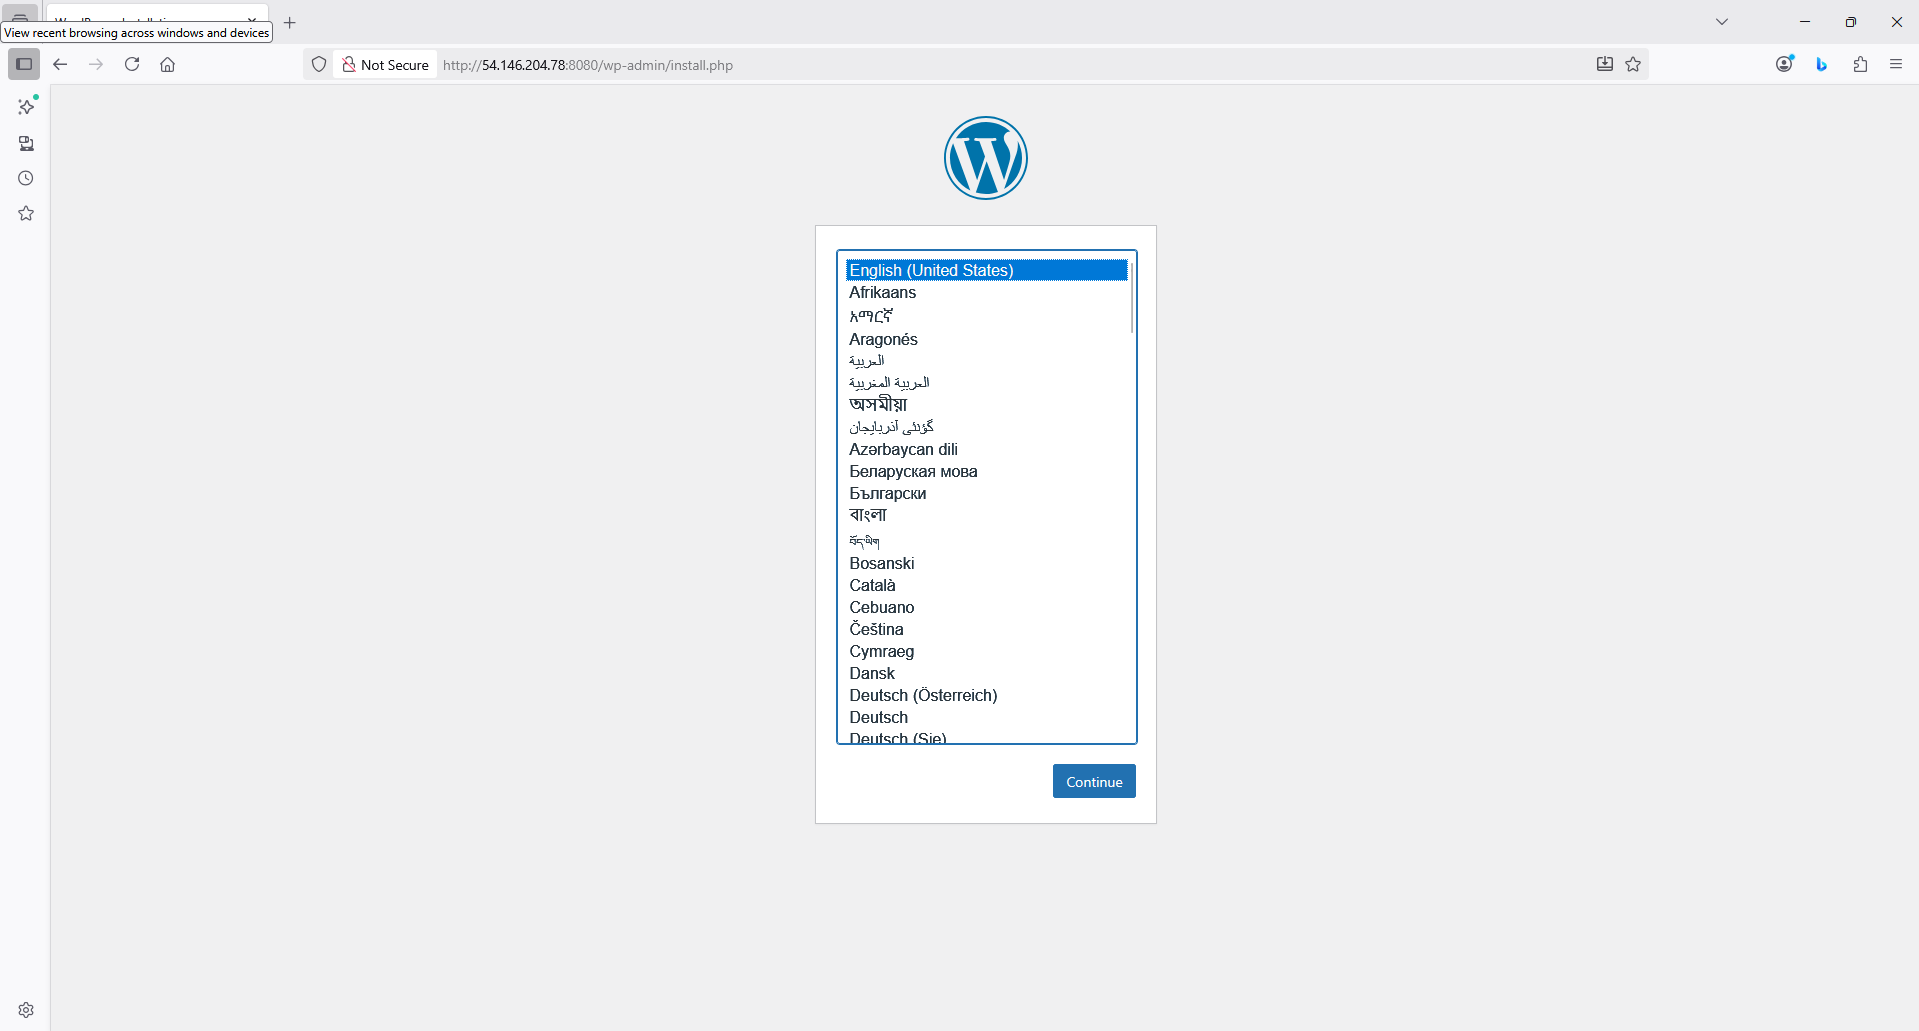 View recent browsing across windows and devices
Not Secure
http://54.146.204.78:8080/wp-admin/install.php
English (United States)
Afrikaans
አማርኛ
Aragonés
العربية
العربية المغربية
অসমীয়া
گؤنئی آذربایجان
Azərbaycan dili
Беларуская мова
Български
বাংলা
བོད་ཡིག
Bosanski
Català
Cebuano
Čeština
Cymraeg
Dansk
Deutsch (Österreich)
Deutsch
Deutsch (Sie)
Continue